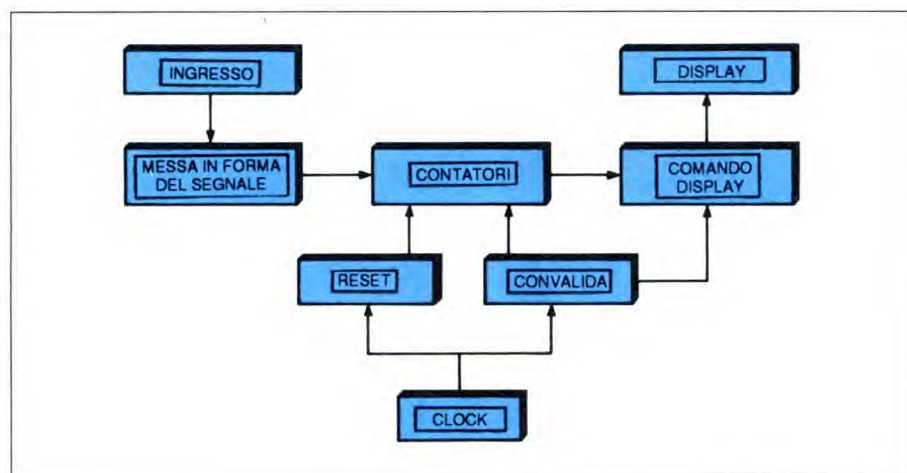 INGRESSO
DISPLAY
MESSA IN FORMA
DEL SEGNALE
CONTATORI
COMANDO
DISPLAY
RESET
CONVALIDA
CLOCK